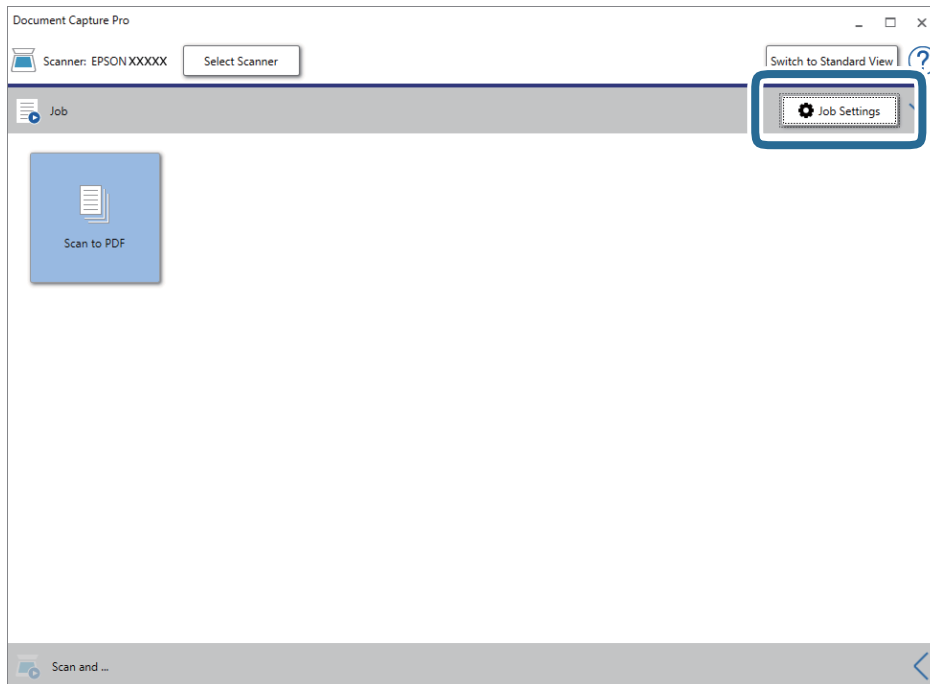 Document Capture Pro
Scanner: EPSON XXXXX Select Scanner Switch to Standard View ?
Job Job Settings
Scan to PDF
Scan and ...